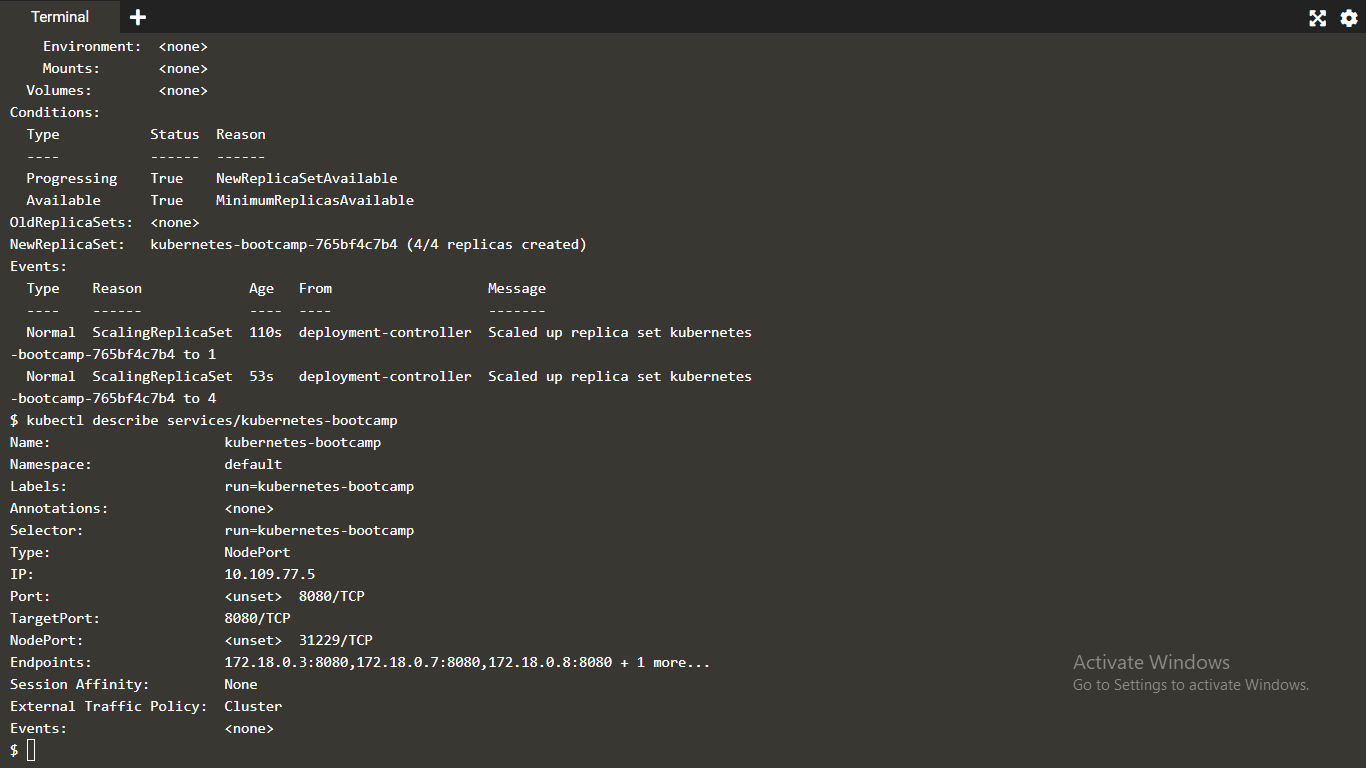 Terminal +
    Environment:  <none>
    Mounts:       <none>
  Volumes:        <none>
Conditions:
  Type           Status  Reason
  ----           ------  ------
  Progressing    True    NewReplicaSetAvailable
  Available      True    MinimumReplicasAvailable
OldReplicaSets:  <none>
NewReplicaSet:   kubernetes-bootcamp-765bf4c7b4 (4/4 replicas created)
Events:
  Type    Reason             Age   From                   Message
  ----    ------             ----  ----                   -------
  Normal  ScalingReplicaSet  110s  deployment-controller  Scaled up replica set kubernetes
-bootcamp-765bf4c7b4 to 1
  Normal  ScalingReplicaSet  53s   deployment-controller  Scaled up replica set kubernetes
-bootcamp-765bf4c7b4 to 4
$ kubectl describe services/kubernetes-bootcamp
Name:                     kubernetes-bootcamp
Namespace:                default
Labels:                   run=kubernetes-bootcamp
Annotations:              <none>
Selector:                 run=kubernetes-bootcamp
Type:                     NodePort
IP:                       10.109.77.5
Port:                     <unset>  8080/TCP
TargetPort:               8080/TCP
NodePort:                 <unset>  31229/TCP
Endpoints:                172.18.0.3:8080,172.18.0.7:8080,172.18.0.8:8080 + 1 more...
Session Affinity:         None
External Traffic Policy:  Cluster
Events:                   <none>
$
Activate Windows
Go to Settings to activate Windows.